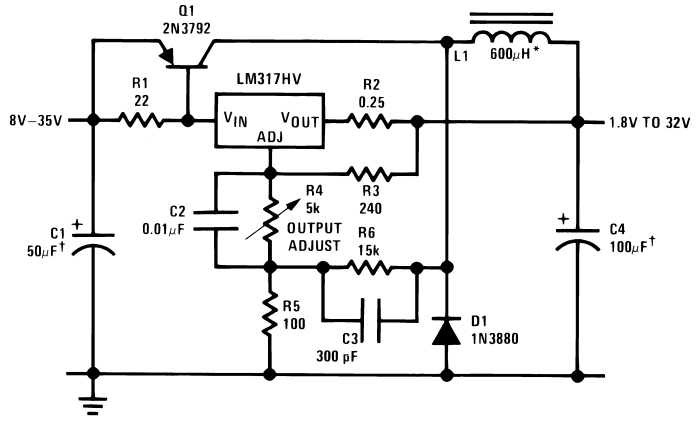 Q1
2N3792
L1
600μH*
R1
22
LM317HV
R2
0.25
8V–35V
VIN
VOUT
ADJ
1.8V TO 32V
R4
5k
R3
240
C2
0.01μF
OUTPUT
ADJUST
R6
15k
C1
50μF†
+
+
C4
100μF†
R5
100
C3
300 pF
D1
1N3880